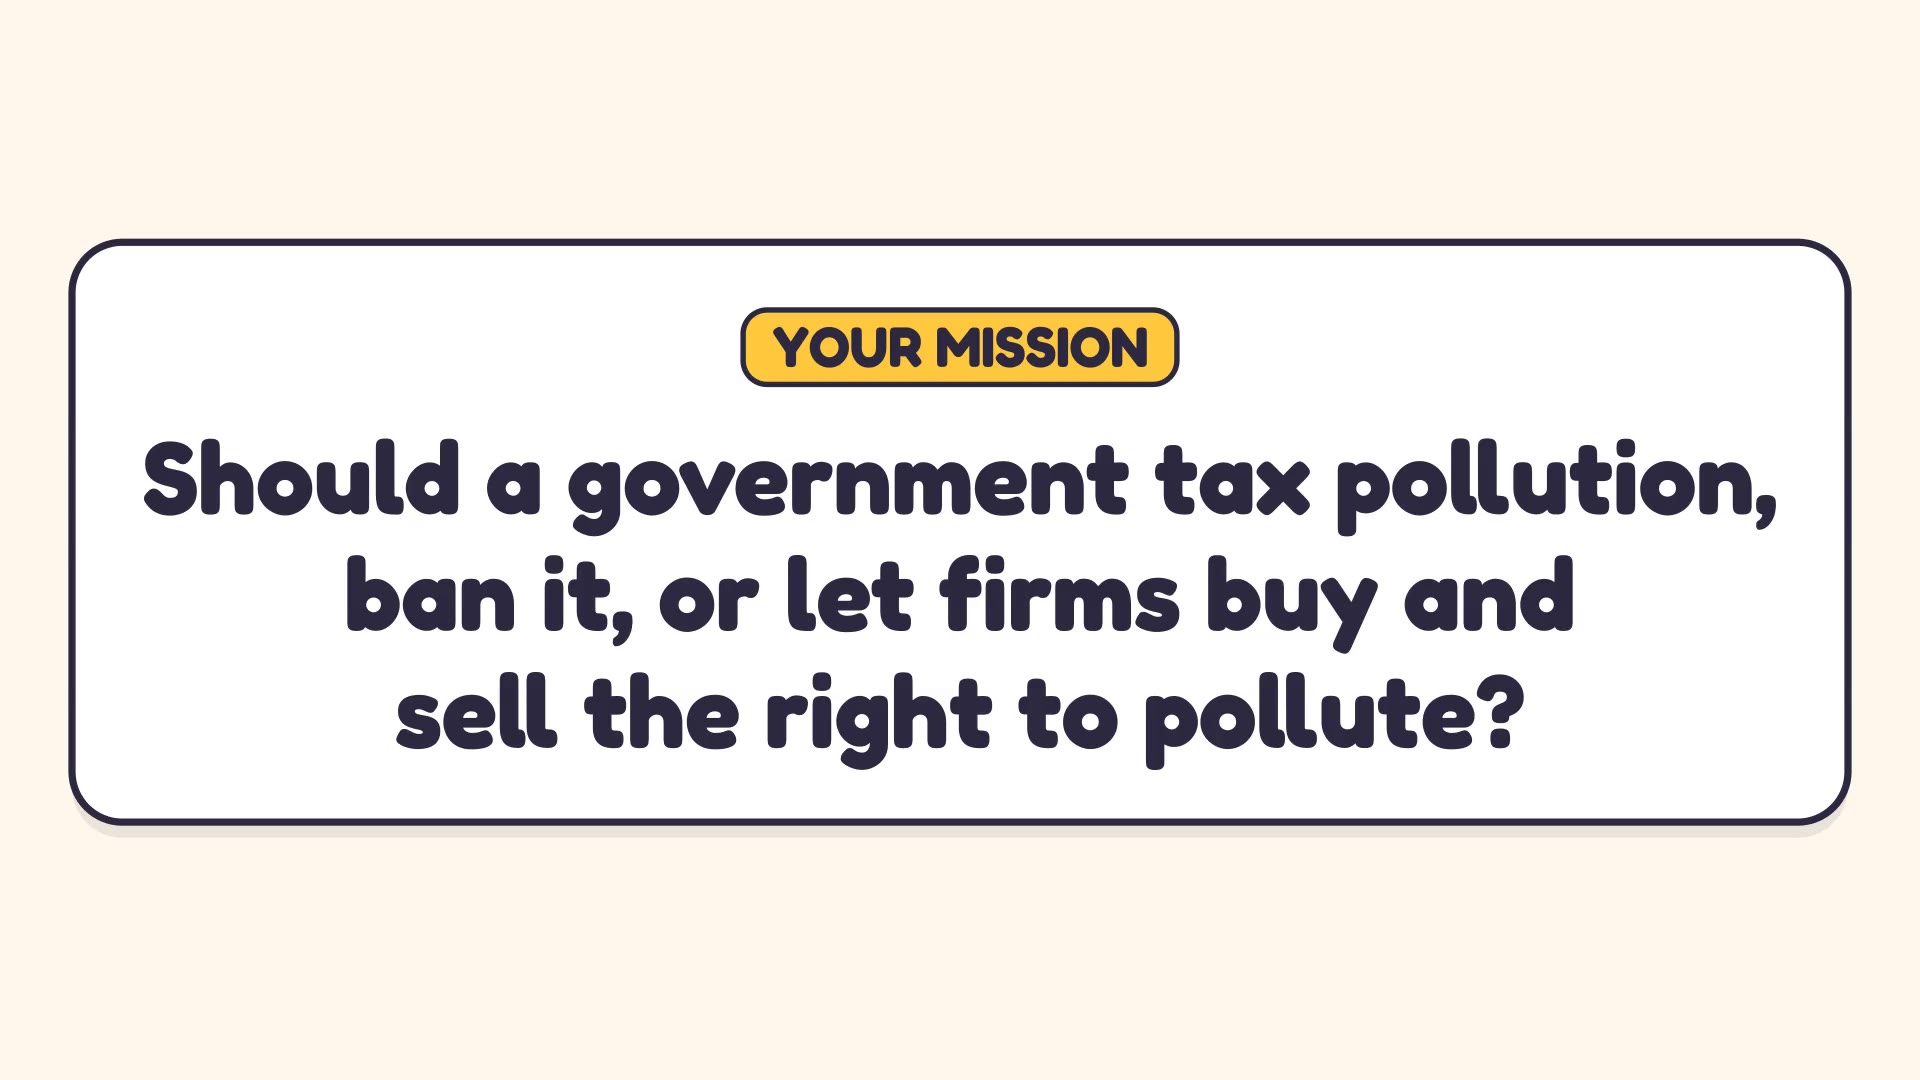 YOUR MISSION
Should a government tax pollution,
ban it, or let firms buy and
sell the right to pollute?